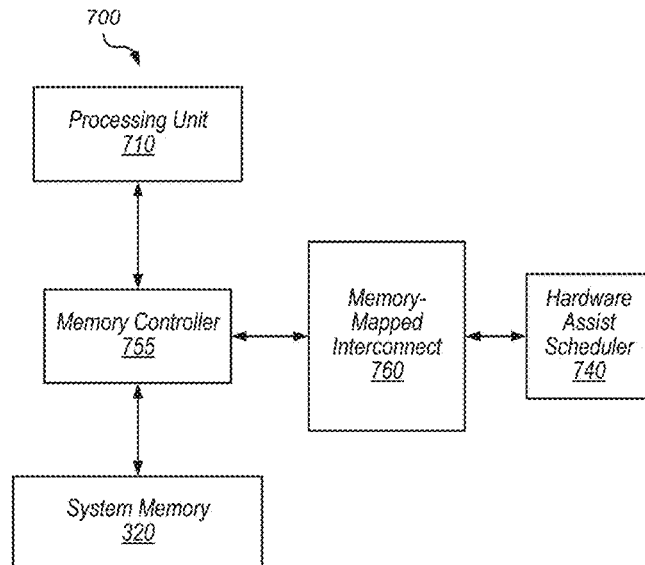 700
Processing Unit
710
Memory Controller
755
Memory-
Mapped
Interconnect
760
Hardware
Assist
Scheduler
740
System Memory
320